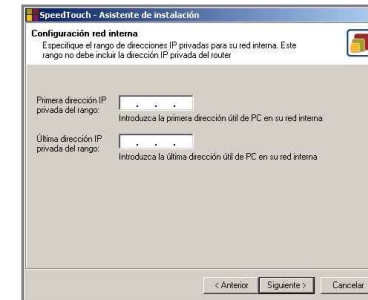 SpeedTouch - Asistente de instalación
Configuración red interna
Especifique el rango de direcciones IP privadas para su red interna. Este
rango no debe incluir la dirección IP privada del router
Primera dirección IP
privada del rango:
. . .
Introduzca la primera dirección útil de PC en su red interna
Última dirección IP
privada del rango:
. . .
Introduzca la última dirección útil de PC en su red interna
< Anterior Siguiente > Cancelar